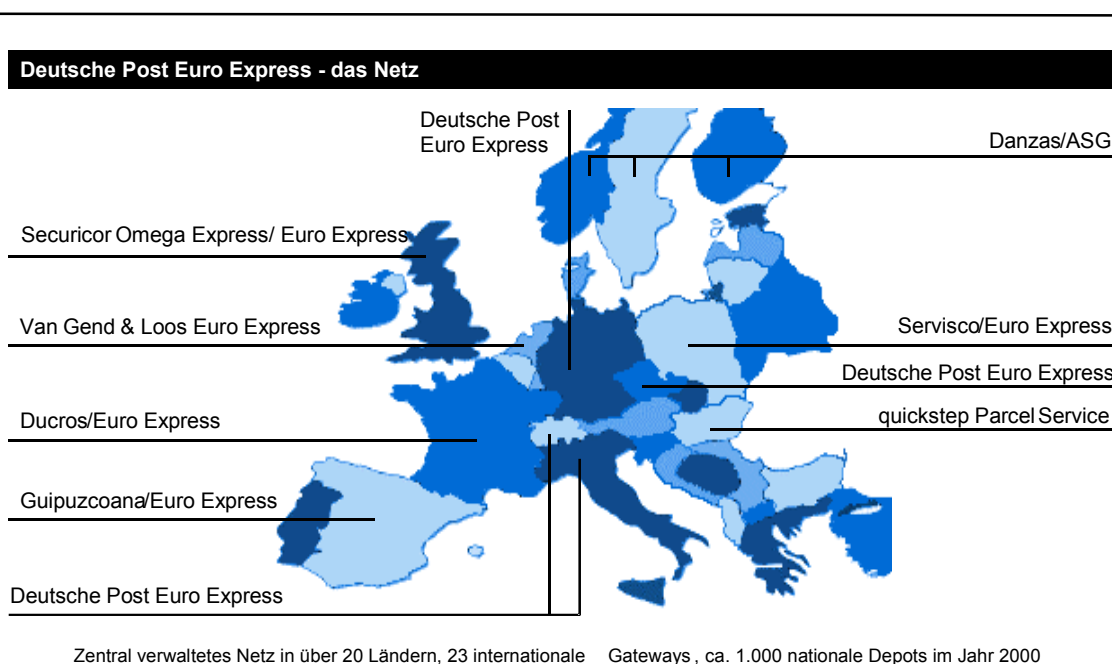 Deutsche Post Euro Express - das Netz
Deutsche Post
Euro Express
Danzas/ASG
Securicor Omega Express/ Euro Express
Van Gend & Loos Euro Express
Servisco/Euro Express
Deutsche Post Euro Express
Ducros/Euro Express
quickstep Parcel Service
Guipuzcoana/Euro Express
Deutsche Post Euro Express
Zentral verwaltetes Netz in über 20 Ländern, 23 internationale Gateways , ca. 1.000 nationale Depots im Jahr 2000